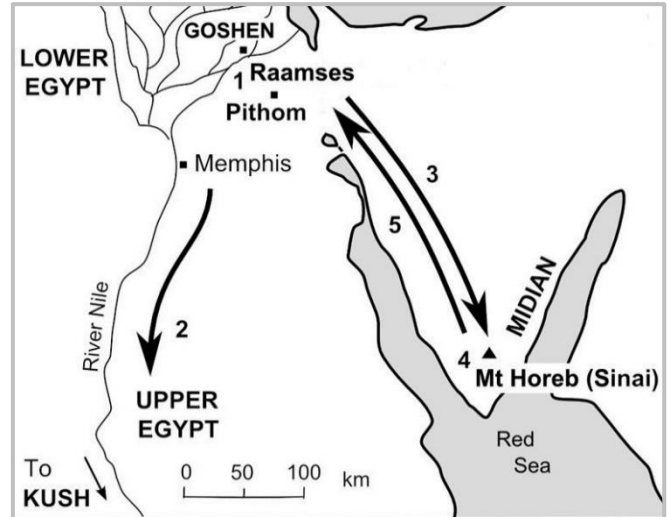 GOSHEN
LOWER
EGYPT
1 Raamses
Pithom
Memphis
3
5
2
River Nile
MIDIAN
4
Mt Horeb (Sinai)
UPPER
EGYPT
Red
Sea
To
KUSH
0 50 100
km